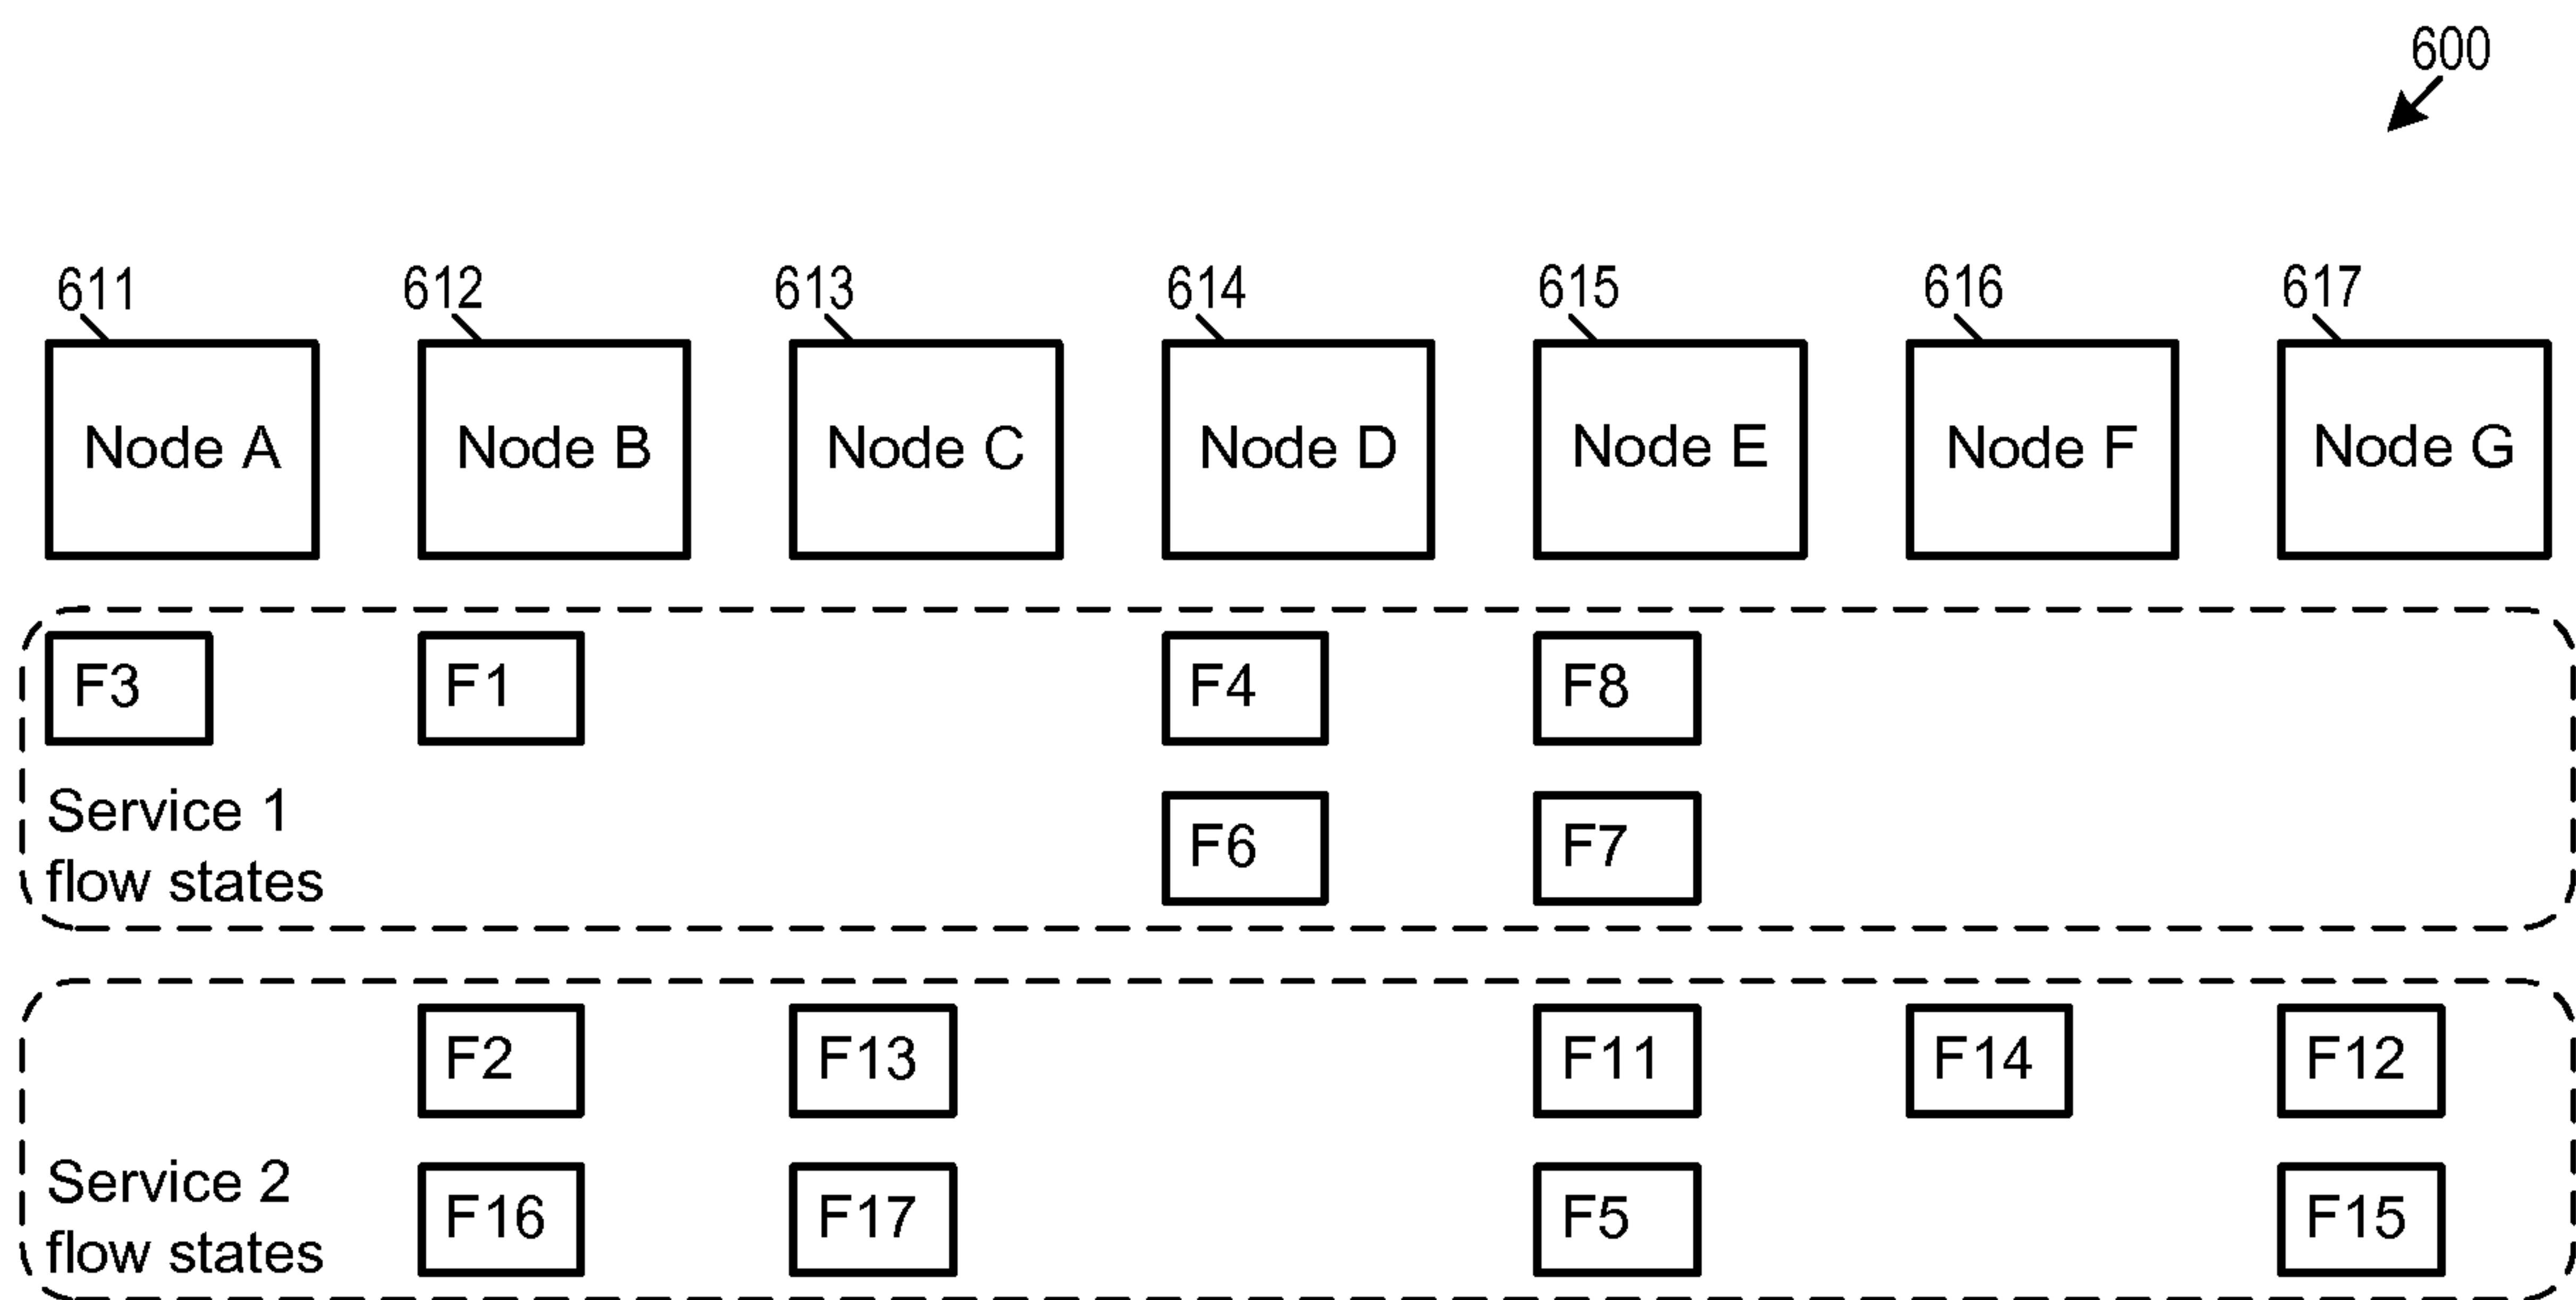 600
611 612 613 614 615 616 617
Node A Node B Node C Node D Node E Node F Node G
F3 F1 F4 F8
Service 1
F6 F7
flow states
F2 F13 F11 F14 F12
Service 2
F16 F17 F5 F15
flow states